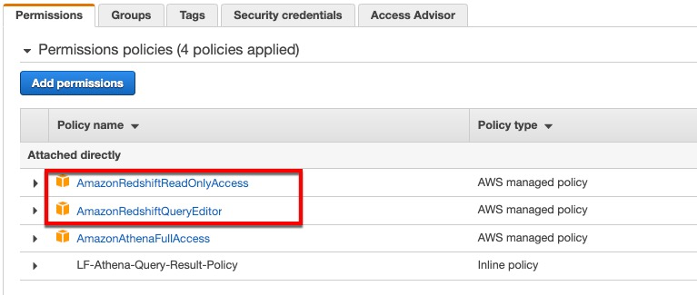 Permissions Groups Tags Security credentials Access Advisor
Permissions policies (4 policies applied)
Add permissions
Policy name Policy type
Attached directly
AmazonRedshiftReadOnlyAccess AWS managed policy
AmazonRedshiftQueryEditor AWS managed policy
AmazonAthenaFullAccess AWS managed policy
LF-Athena-Query-Result-Policy Inline policy